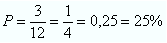 P = 3/12 = 1/4 = 0,25 = 25%